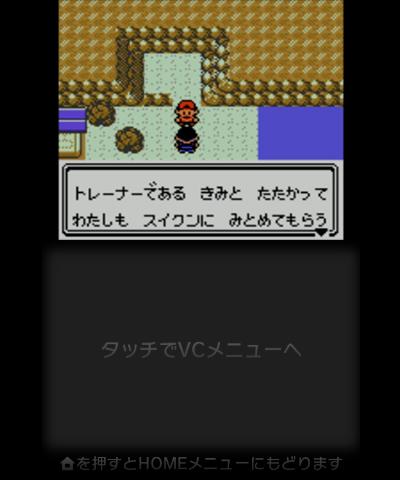 トレーナーである きみと たたかって
わたしも スイクンに みとめてもらう
タッチでVCメニューへ
を押すとHOMEメニューにもどります